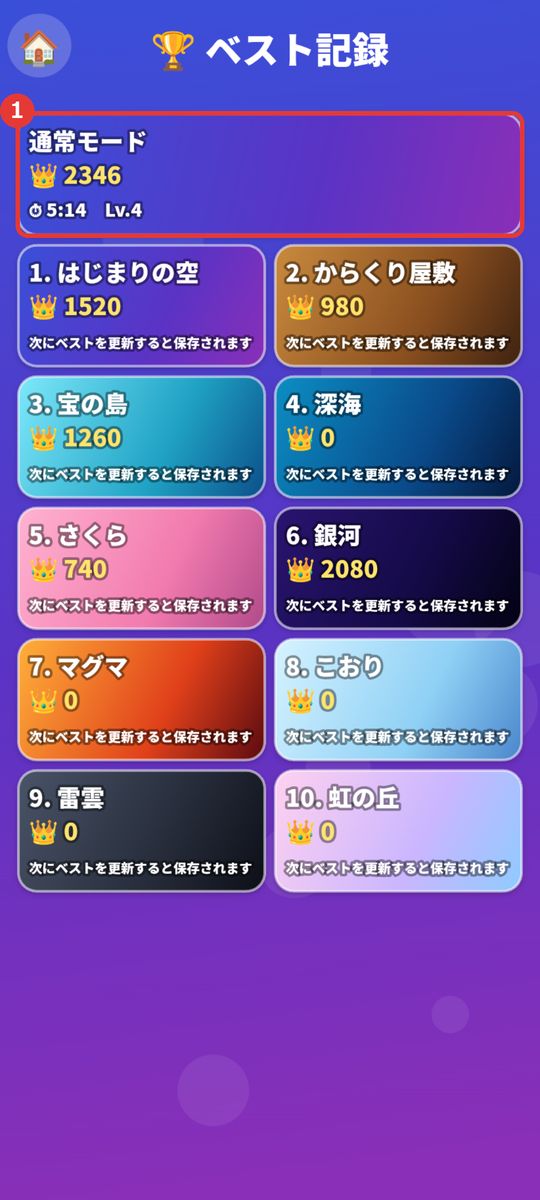 🏆 ベスト記録
1
通常モード
👑 2346
⏱ 5:14 Lv.4
1. はじまりの空
👑 1520
次にベストを更新すると保存されます
2. からくり屋敷
👑 980
次にベストを更新すると保存されます
3. 宝の島
👑 1260
次にベストを更新すると保存されます
4. 深海
👑 0
次にベストを更新すると保存されます
5. さくら
👑 740
次にベストを更新すると保存されます
6. 銀河
👑 2080
次にベストを更新すると保存されます
7. マグマ
👑 0
次にベストを更新すると保存されます
8. こおり
👑 0
次にベストを更新すると保存されます
9. 雷雲
👑 0
次にベストを更新すると保存されます
10. 虹の丘
👑 0
次にベストを更新すると保存されます